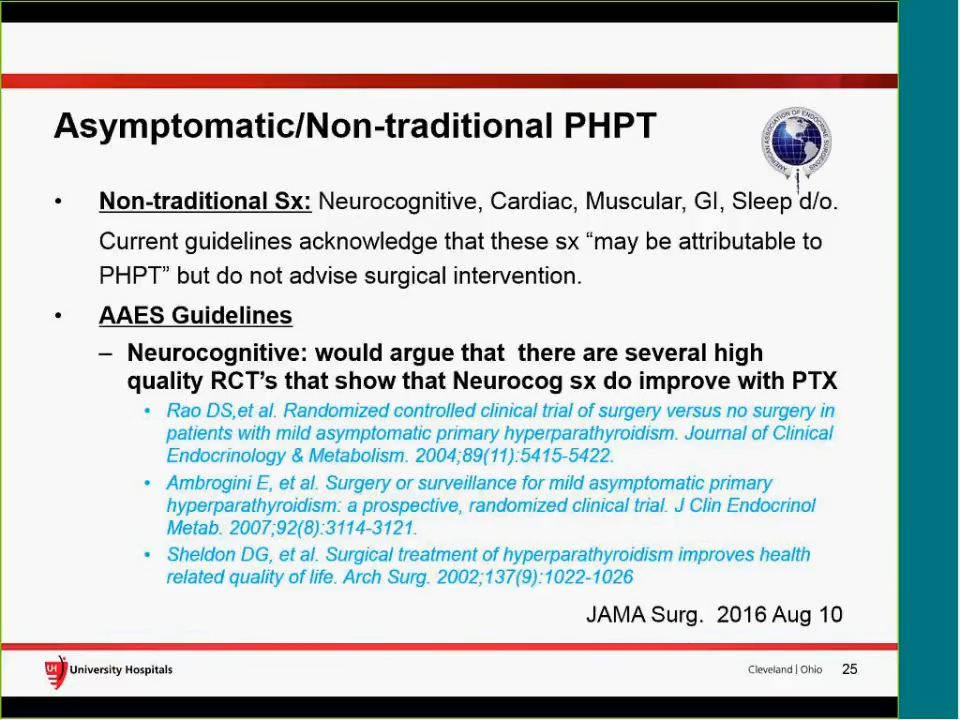 Asymptomatic/Non-traditional PHPT
AMERICAN ASSOCIATION OF ENDOCRINE SURGEONS
• Non-traditional Sx: Neurocognitive, Cardiac, Muscular, GI, Sleep d/o.
Current guidelines acknowledge that these sx “may be attributable to
PHPT” but do not advise surgical intervention.
• AAES Guidelines
– Neurocognitive: would argue that there are several high
quality RCT’s that show that Neurocog sx do improve with PTX
• Rao DS,et al. Randomized controlled clinical trial of surgery versus no surgery in
patients with mild asymptomatic primary hyperparathyroidism. Journal of Clinical
Endocrinology & Metabolism. 2004;89(11):5415-5422.
• Ambrogini E, et al. Surgery or surveillance for mild asymptomatic primary
hyperparathyroidism: a prospective, randomized clinical trial. J Clin Endocrinol
Metab. 2007;92(8):3114-3121.
• Sheldon DG, et al. Surgical treatment of hyperparathyroidism improves health
related quality of life. Arch Surg. 2002;137(9):1022-1026
JAMA Surg. 2016 Aug 10
UH University Hospitals
Cleveland | Ohio 25